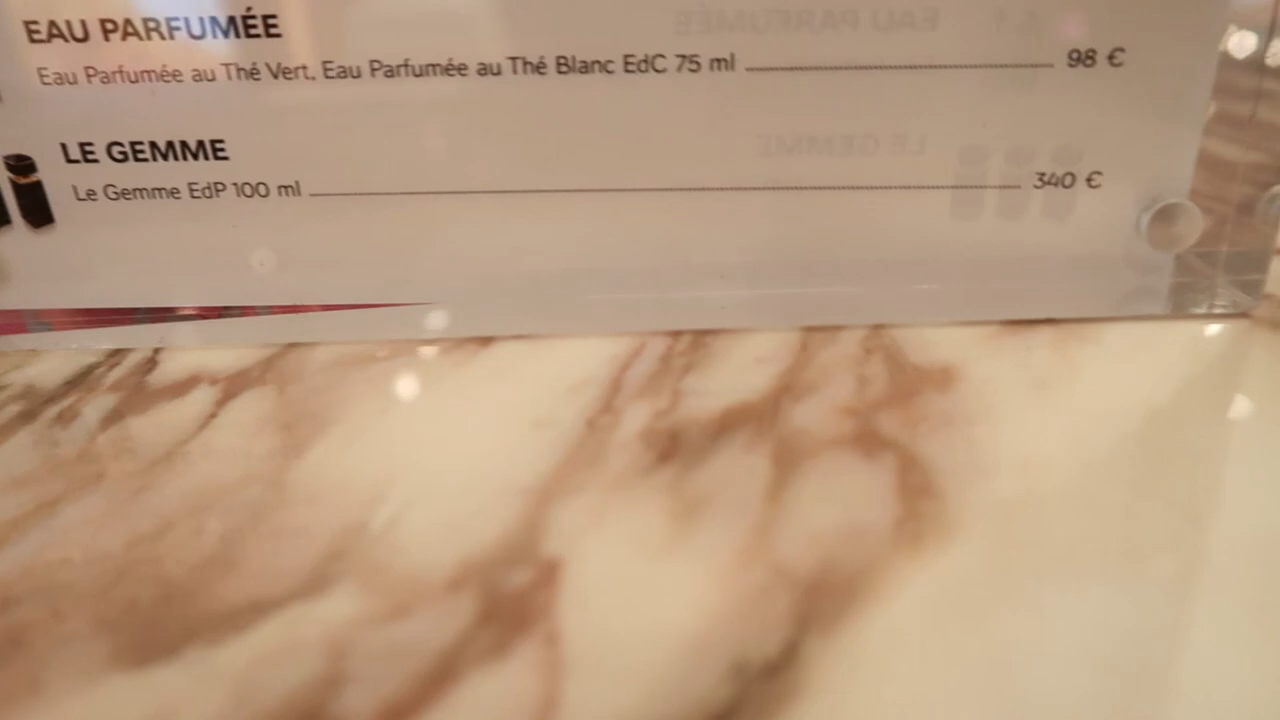 EAU PARFUMÉE
Eau Parfumée au Thé Vert, Eau Parfumée au Thé Blanc EdC 75 ml 98 €
LE GEMME
Le Gemme EdP 100 ml 340 €